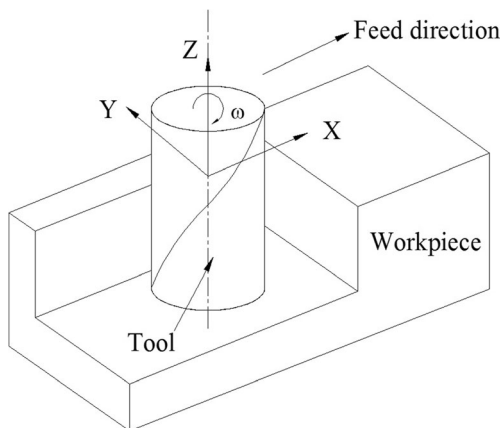 Feed direction
Z
Y
ω
X
Workpiece
Tool